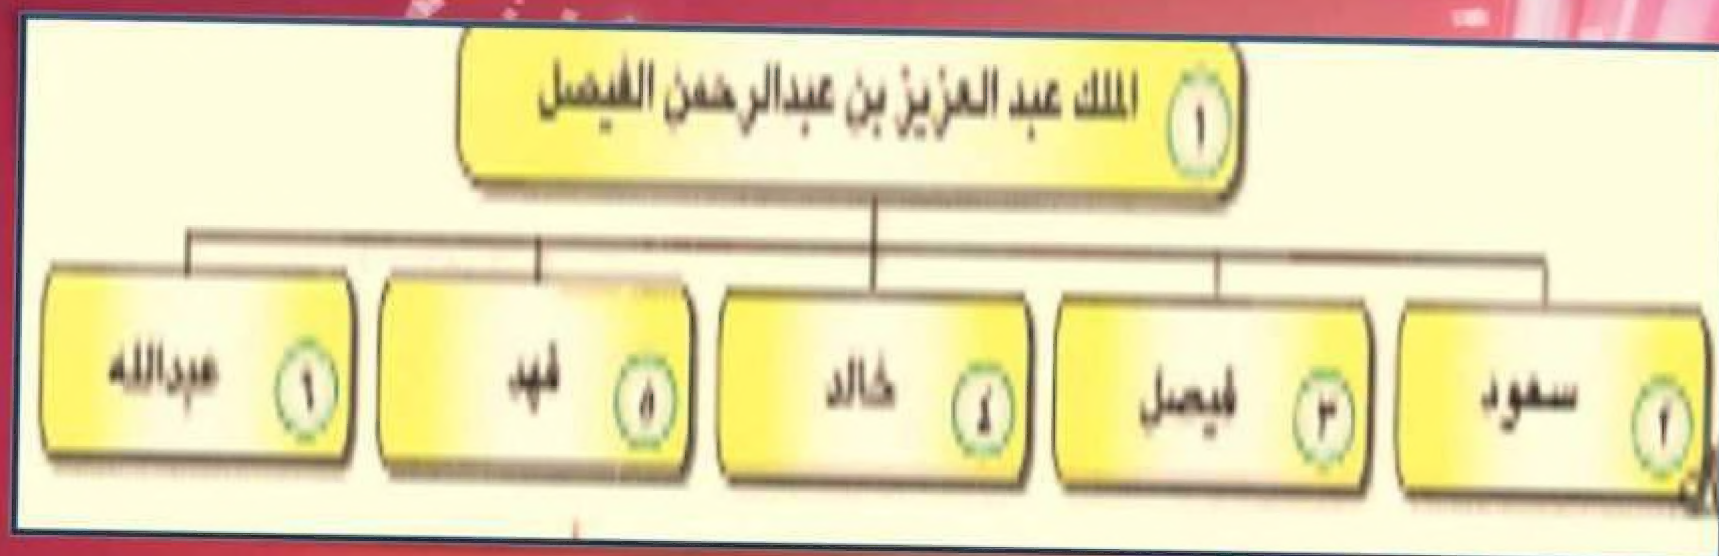 ١ الملك عبد العزيز بن عبدالرحمن الفيصل
٢ سعود
٣ فيصل
٤ خالد
٥ فهد
٦ عبدالله